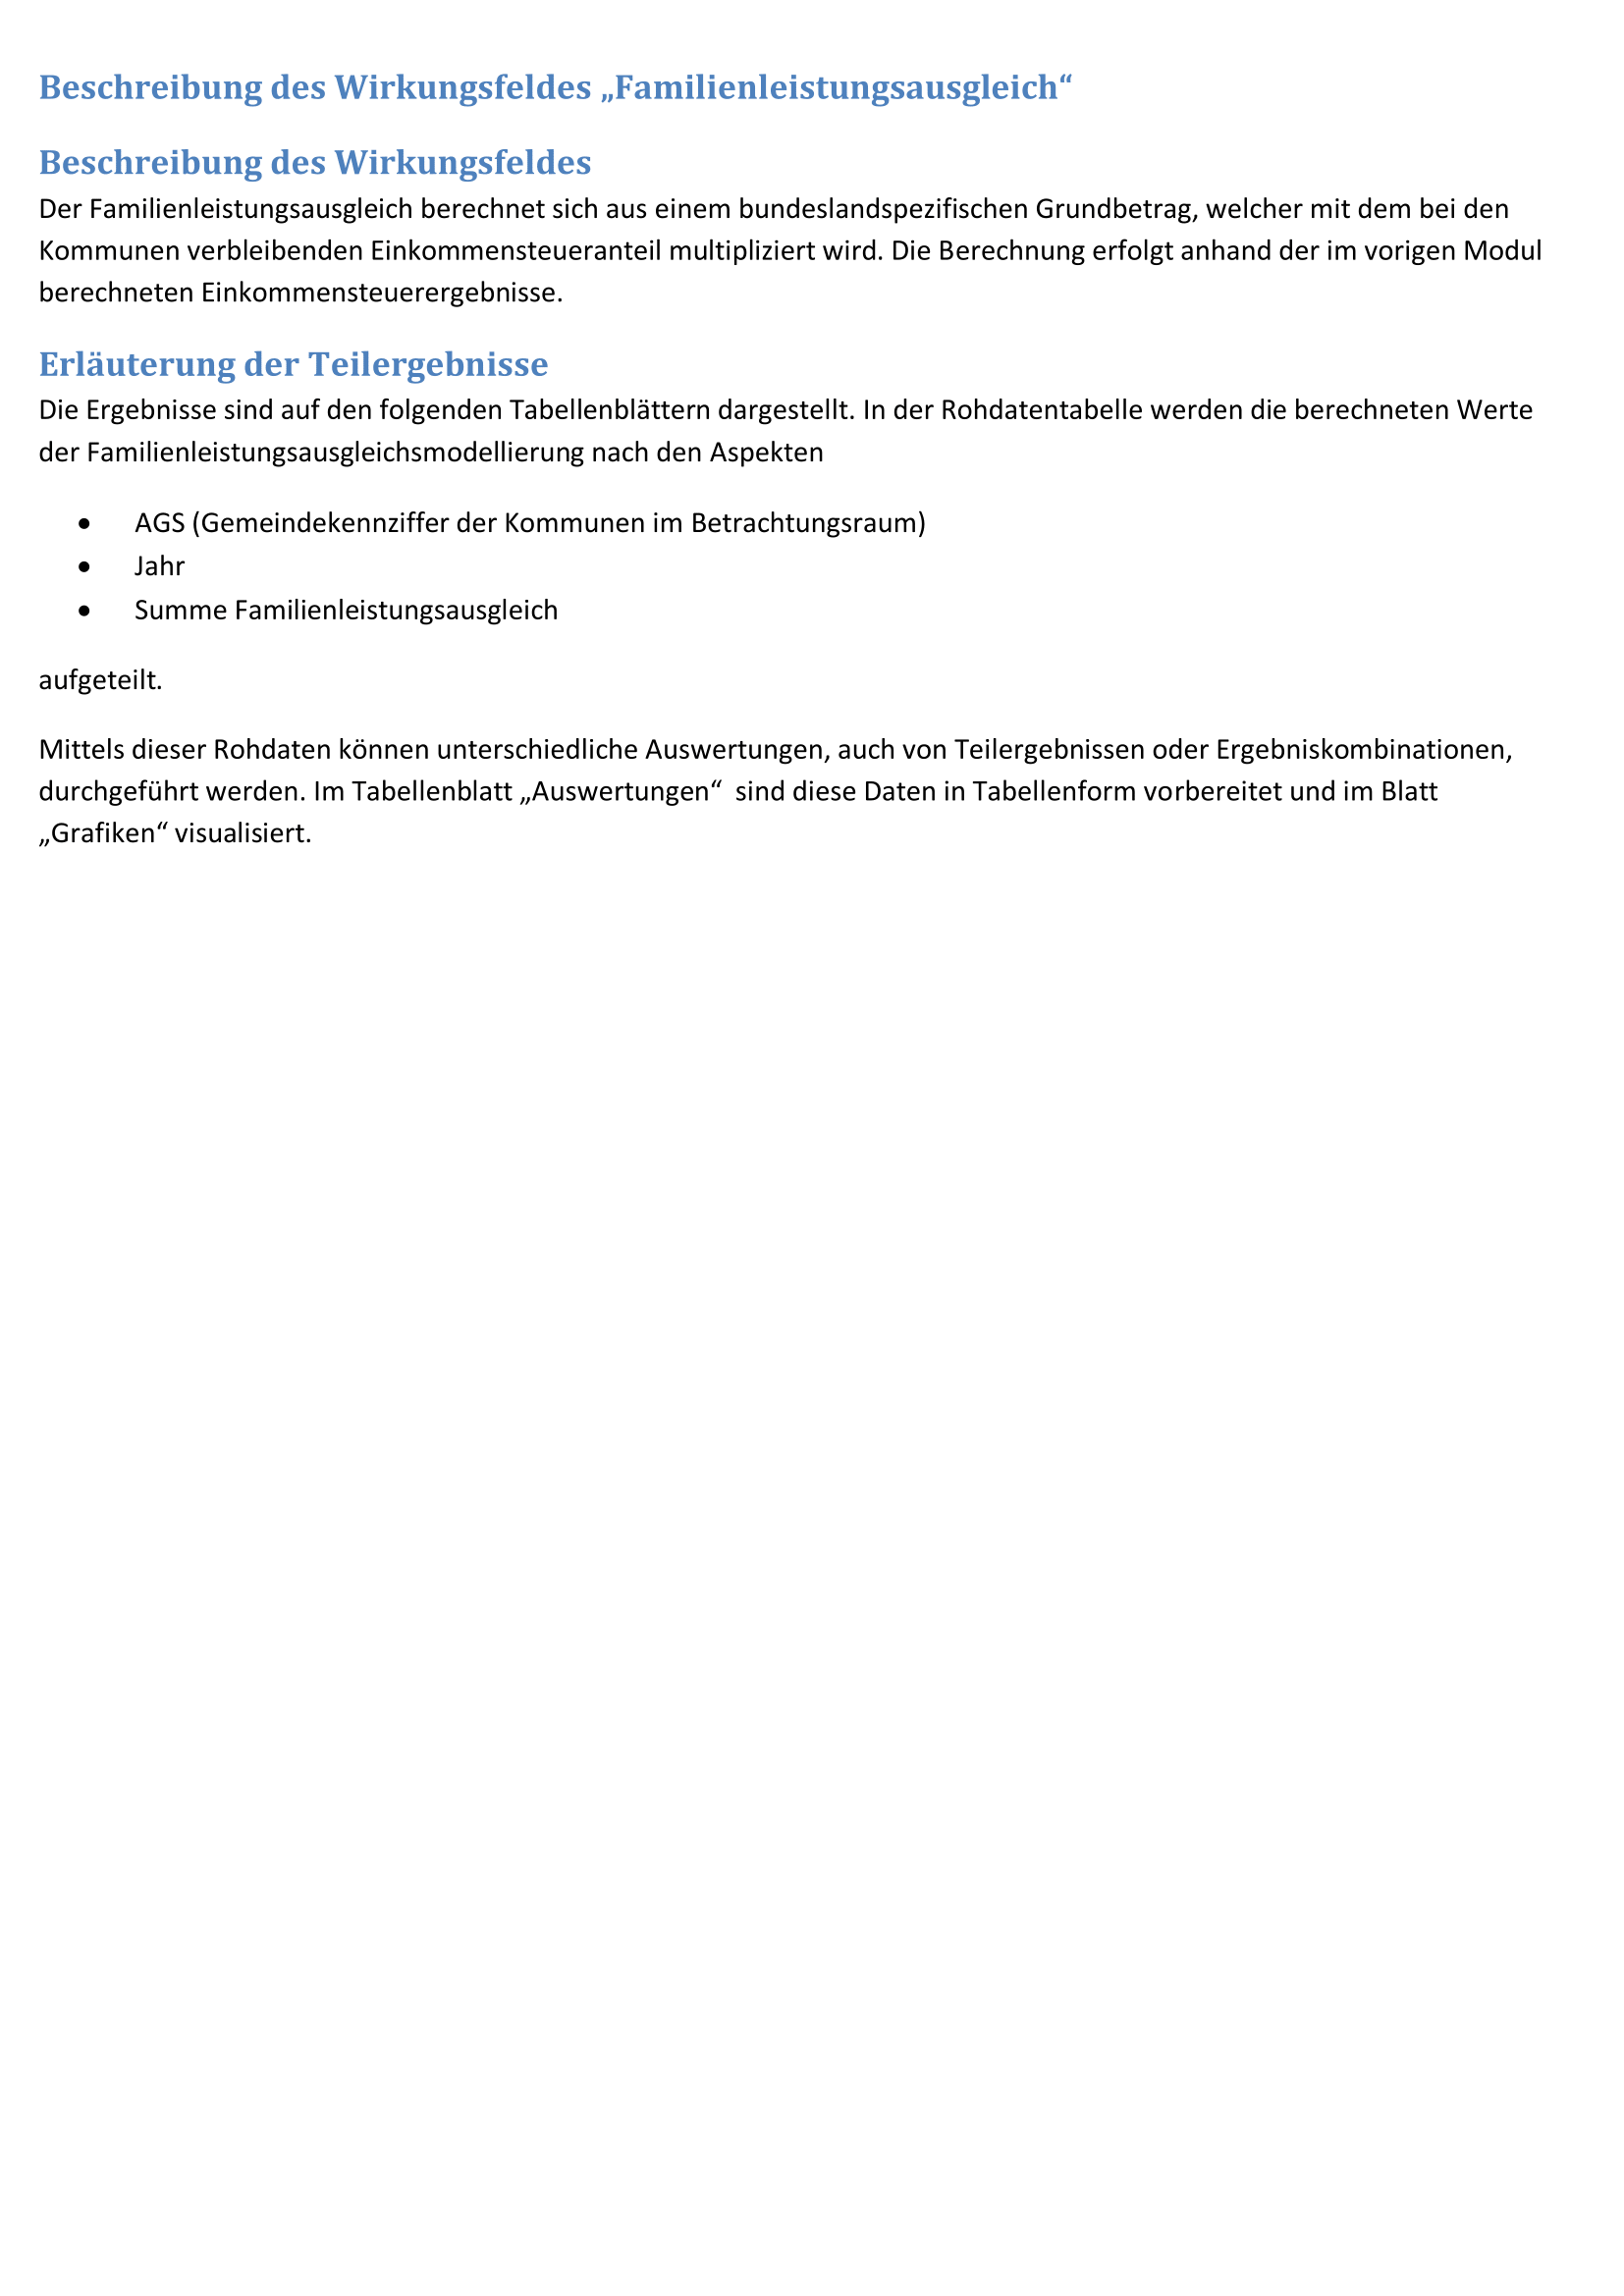 Beschreibung des Wirkungsfeldes „Familienleistungsausgleich“
Beschreibung des Wirkungsfeldes
Der Familienleistungsausgleich berechnet sich aus einem bundeslandspezifischen Grundbetrag, welcher mit dem bei den
Kommunen verbleibenden Einkommensteueranteil multipliziert wird. Die Berechnung erfolgt anhand der im vorigen Modul
berechneten Einkommensteuerergebnisse.
Erläuterung der Teilergebnisse
Die Ergebnisse sind auf den folgenden Tabellenblättern dargestellt. In der Rohdatentabelle werden die berechneten Werte
der Familienleistungsausgleichsmodellierung nach den Aspekten
• AGS (Gemeindekennziffer der Kommunen im Betrachtungsraum)
• Jahr
• Summe Familienleistungsausgleich
aufgeteilt.
Mittels dieser Rohdaten können unterschiedliche Auswertungen, auch von Teilergebnissen oder Ergebniskombinationen,
durchgeführt werden. Im Tabellenblatt „Auswertungen“  sind diese Daten in Tabellenform vorbereitet und im Blatt
„Grafiken“ visualisiert.